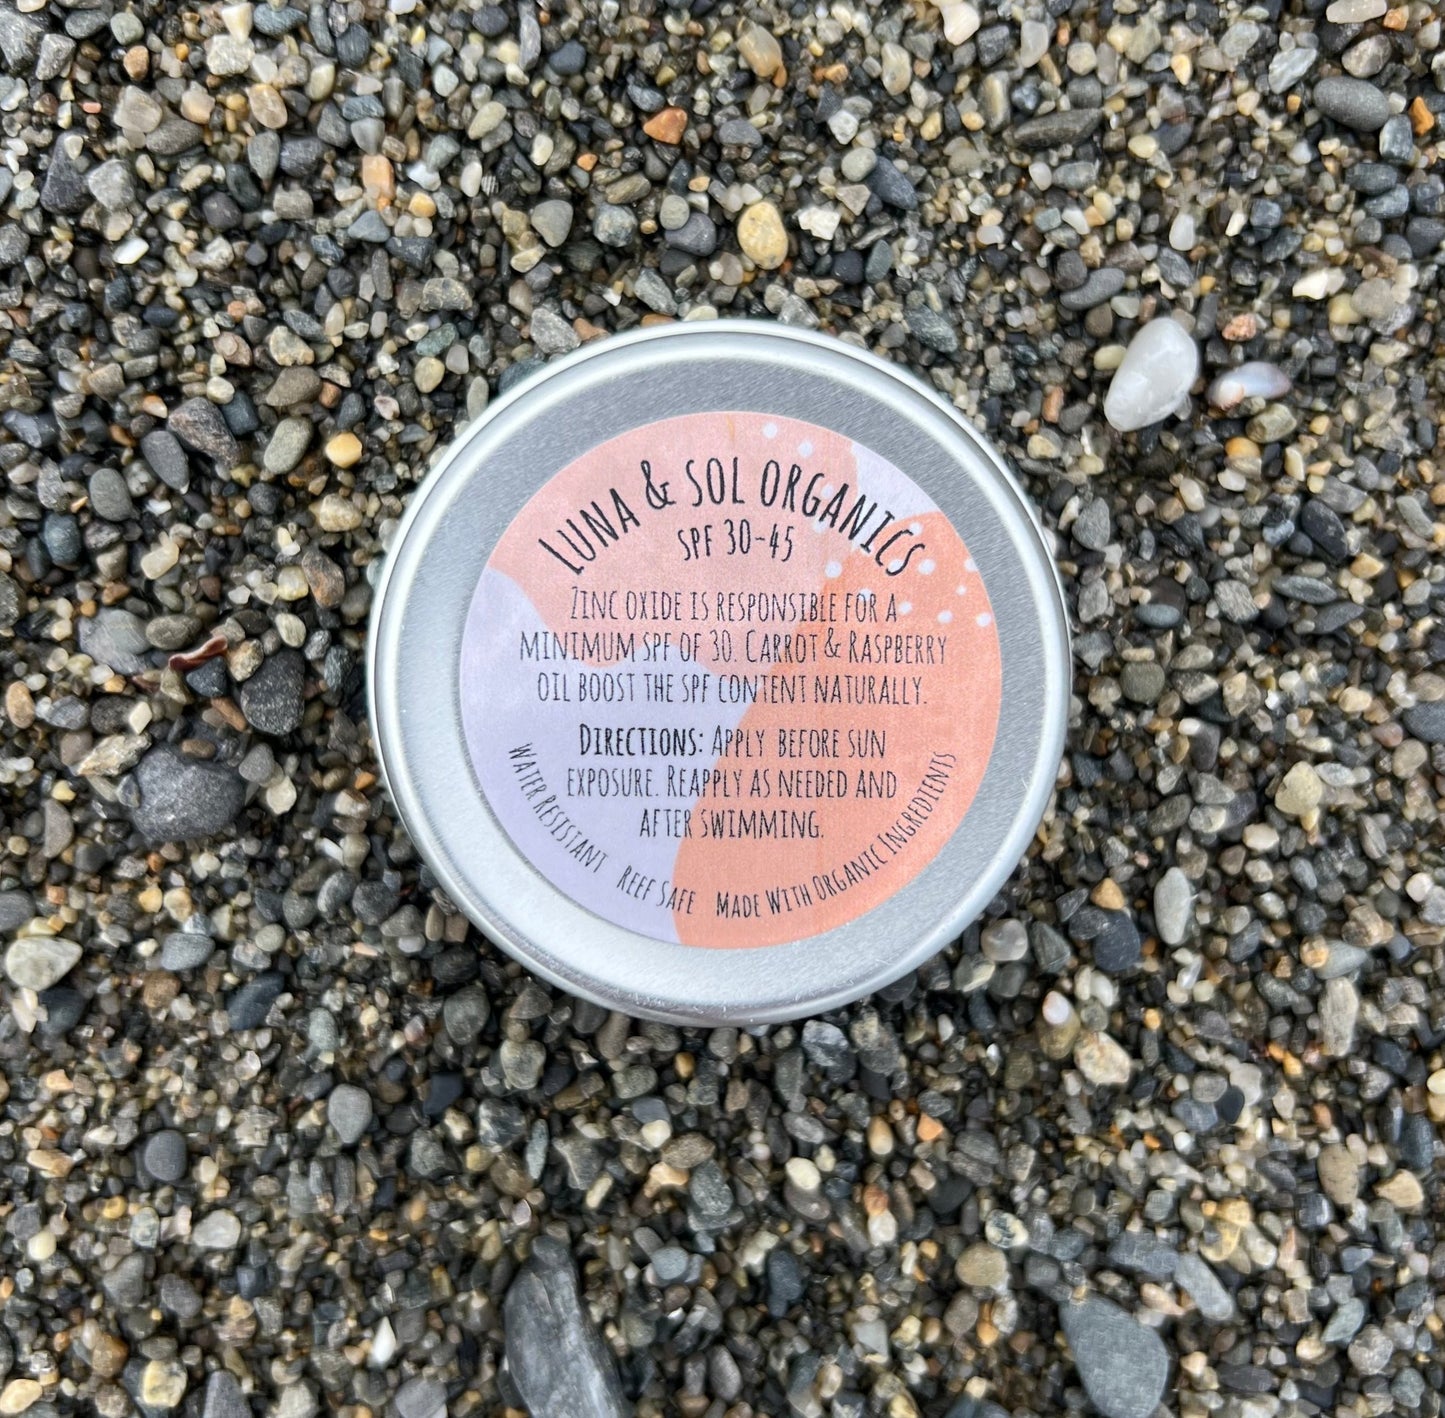 LUNA & SOL ORGANICS
SPF 30-45
ZINC OXIDE IS RESPONSIBLE FOR A
MINIMUM SPF OF 30. CARROT & RASPBERRY
OIL BOOST THE SPF CONTENT NATURALLY.
DIRECTIONS: APPLY BEFORE SUN
EXPOSURE. REAPPLY AS NEEDED AND
AFTER SWIMMING.
WATER RESISTANT REEF SAFE MADE WITH ORGANIC INGREDIENTS